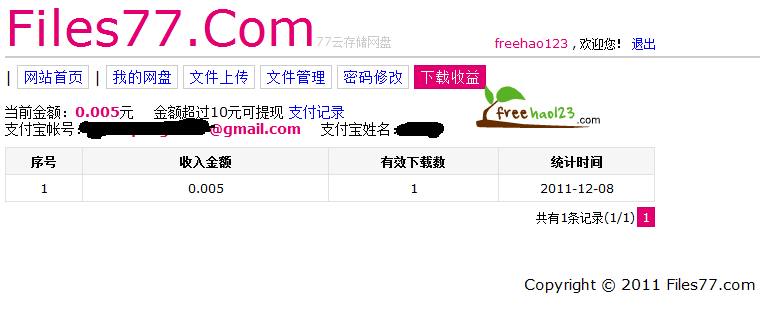 Files77.Com 77云存储网盘
freehao123 , 欢迎您! 退出
| 网站首页 | 我的网盘 文件上传 文件管理 密码修改 下载收益
当前金额：0.005元 金额超过10元可提现 支付记录
支付宝帐号 @gmail.com 支付宝姓名:
freehao123.com
序号 收入金额 有效下载数 统计时间
1 0.005 1 2011-12-08
共有1条记录(1/1) 1
Copyright © 2011 Files77.com